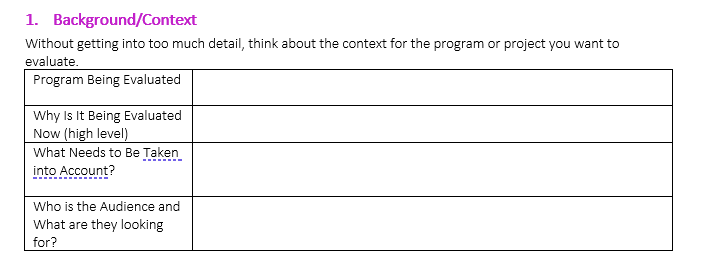 1. Background/Context
Without getting into too much detail, think about the context for the program or project you want to
evaluate.
Program Being Evaluated
Why Is It Being Evaluated
Now (high level)
What Needs to Be Taken
into Account?
Who is the Audience and
What are they looking
for?